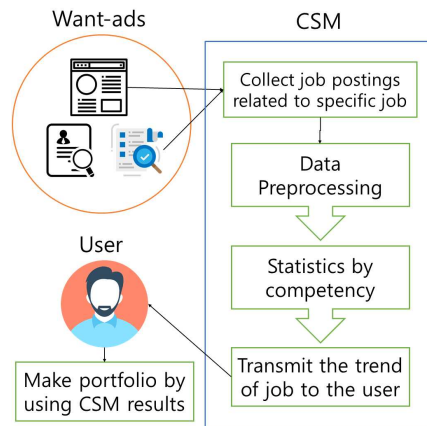 Want-ads
CSM
Collect job postings
related to specific job
Data
Preprocessing
User
Statistics by
competency
Make portfolio by
using CSM results
Transmit the trend
of job to the user